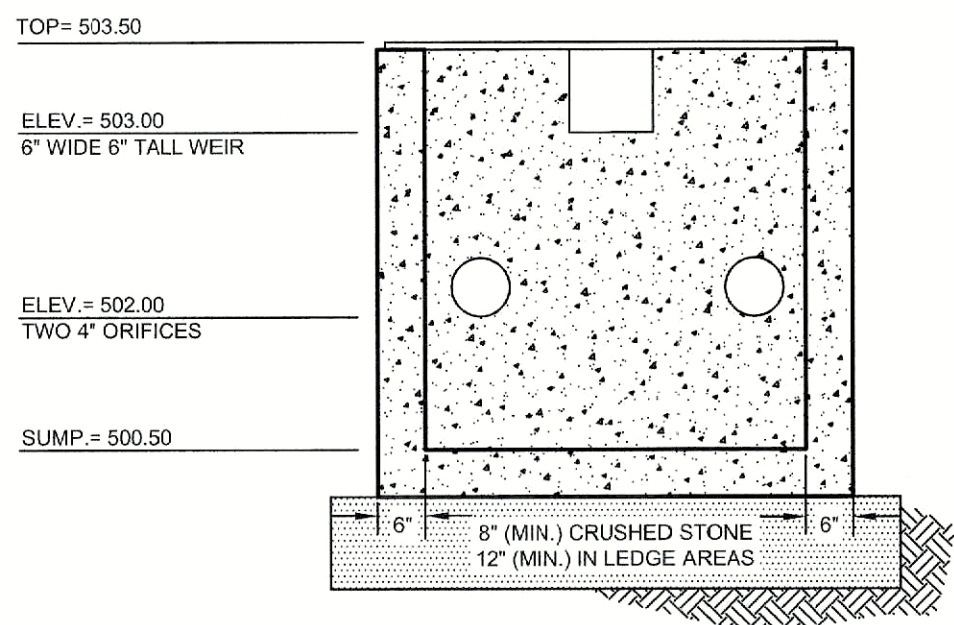 TOP= 503.50
ELEV.= 503.00
6" WIDE 6" TALL WEIR
ELEV.= 502.00
TWO 4" ORIFICES
SUMP.= 500.50
6"
8" (MIN.) CRUSHED STONE
12" (MIN.) IN LEDGE AREAS
6"